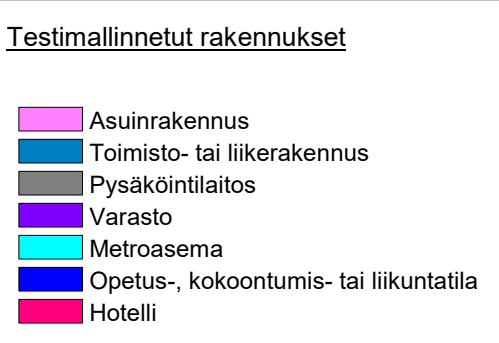 Testimallinnetut rakennukset
Asuinrakennus
Toimisto- tai liikerakennus
Pysäköintilaitos
Varasto
Metroasema
Opetus-, kokoontumis- tai liikuntatila
Hotelli